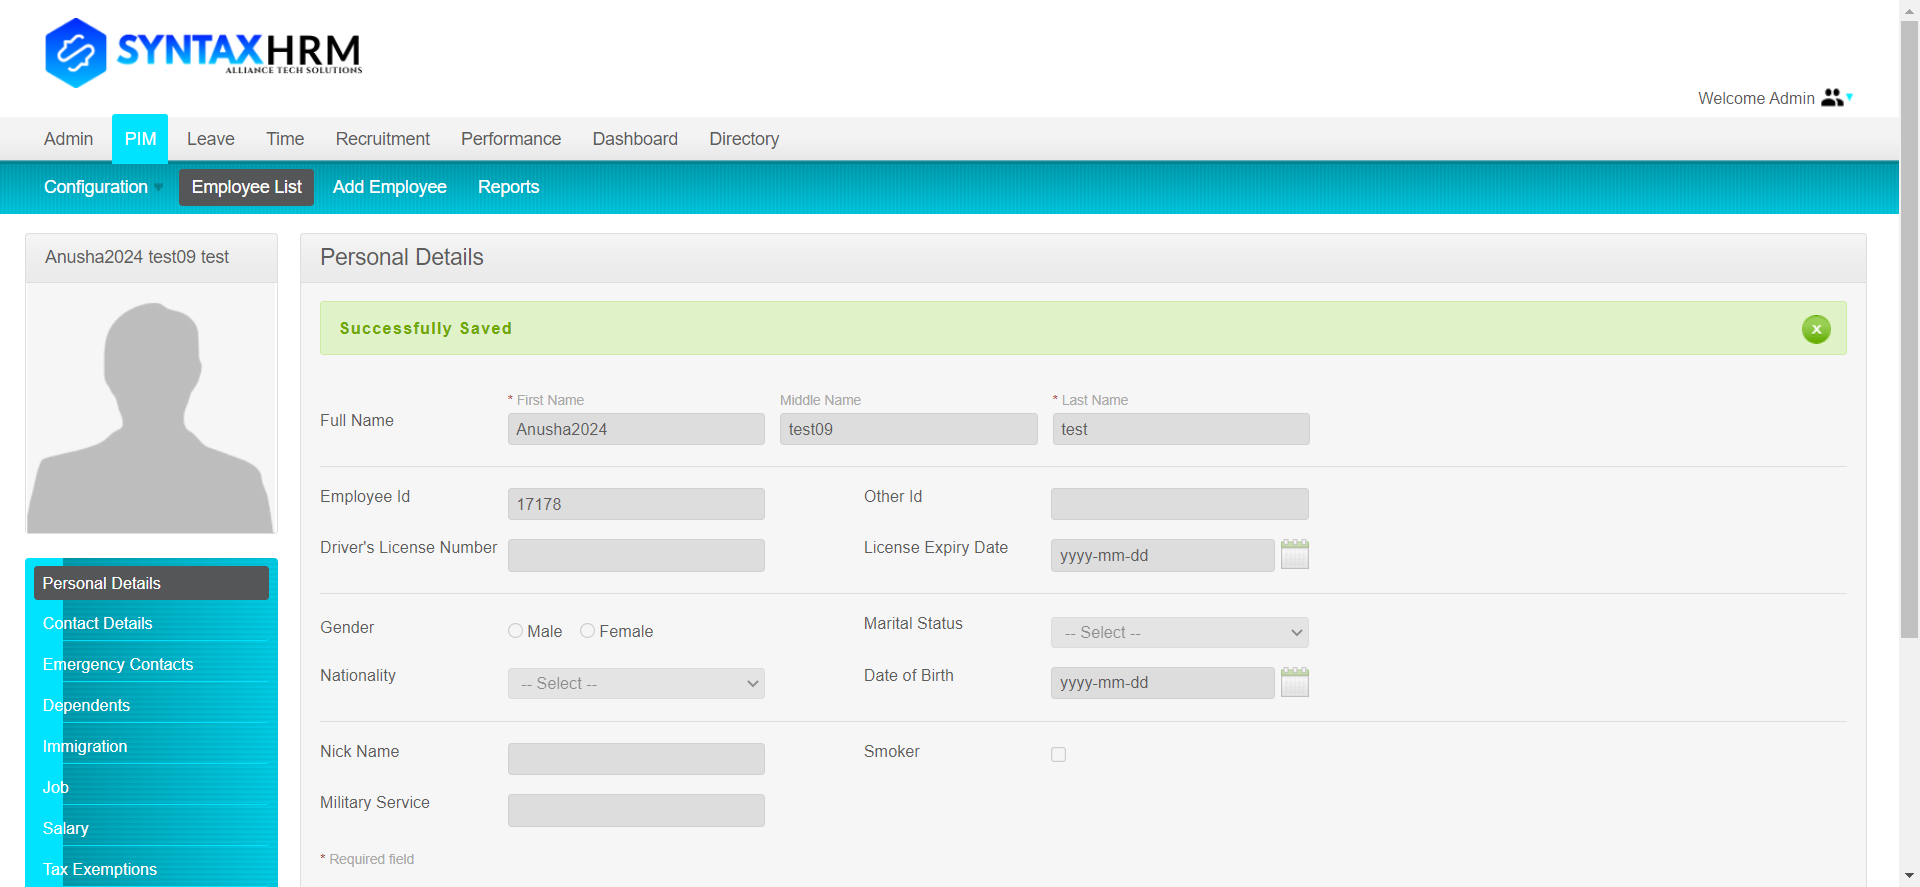 SYNTAXHRM
ALLIANCE TECH SOLUTIONS
Welcome Admin
Admin PIM Leave Time Recruitment Performance Dashboard Directory
Configuration Employee List Add Employee Reports
Anusha2024 test09 test
Personal Details
Contact Details
Emergency Contacts
Dependents
Immigration
Job
Salary
Tax Exemptions
Personal Details
Successfully Saved
x
* First Name Middle Name * Last Name
Full Name Anusha2024 test09 test
Employee Id 17178 Other Id
Driver's License Number License Expiry Date yyyy-mm-dd
Gender Male Female Marital Status -- Select --
Nationality -- Select -- Date of Birth yyyy-mm-dd
Nick Name Smoker
Military Service
* Required field